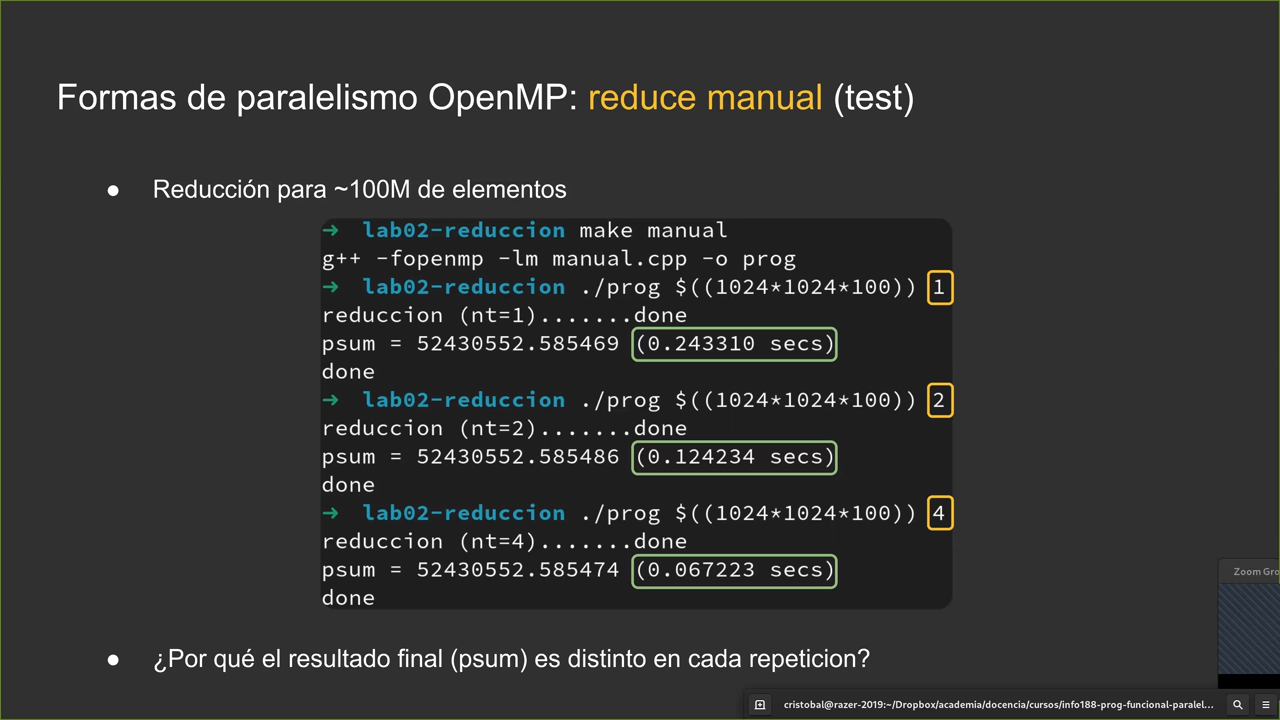 Formas de paralelismo OpenMP: reduce manual (test)
● Reducción para ~100M de elementos
→ lab02-reduccion make manual
g++ -fopenmp -lm manual.cpp -o prog
→ lab02-reduccion ./prog $((1024*1024*100)) 1
reduccion (nt=1).......done
psum = 52430552.585469 (0.243310 secs)
done
→ lab02-reduccion ./prog $((1024*1024*100)) 2
reduccion (nt=2).......done
psum = 52430552.585486 (0.124234 secs)
done
→ lab02-reduccion ./prog $((1024*1024*100)) 4
reduccion (nt=4).......done
psum = 52430552.585474 (0.067223 secs)
done
● ¿Por qué el resultado final (psum) es distinto en cada repeticion?
Zoom Gro
cristobal@razer-2019:~/Dropbox/academia/docencia/cursos/info188-prog-funcional-paralel...